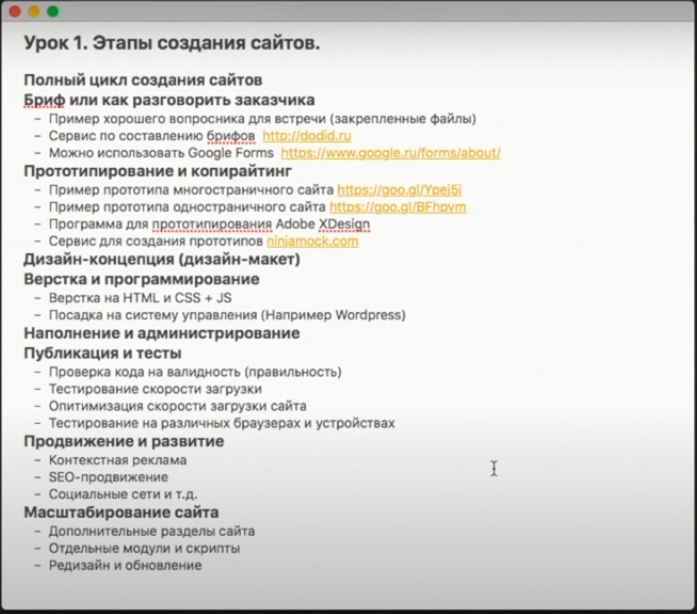 Урок 1. Этапы создания сайтов.
Полный цикл создания сайтов
Бриф или как разговорить заказчика
– Пример хорошего вопросника для встречи (закрепленные файлы)
– Сервис по составлению брифов http://dodid.ru
– Можно использовать Google Forms https://www.google.ru/forms/about/
Прототипирование и копирайтинг
– Пример прототипа многостраничного сайта https://goo.gl/Ypej5i
– Пример прототипа одностраничного сайта https://goo.gl/BFhpvm
– Программа для прототипирования Adobe XDesign
– Сервис для создания прототипов ninjamock.com
Дизайн-концепция (дизайн-макет)
Верстка и программирование
– Верстка на HTML и CSS + JS
– Посадка на систему управления (Например Wordpress)
Наполнение и администрирование
Публикация и тесты
– Проверка кода на валидность (правильность)
– Тестирование скорости загрузки
– Опитимизация скорости загрузки сайта
– Тестирование на различных браузерах и устройствах
Продвижение и развитие
– Контекстная реклама
– SEO-продвижение
– Социальные сети и т.д.
Масштабирование сайта
– Дополнительные разделы сайта
– Отдельные модули и скрипты
– Редизайн и обновление